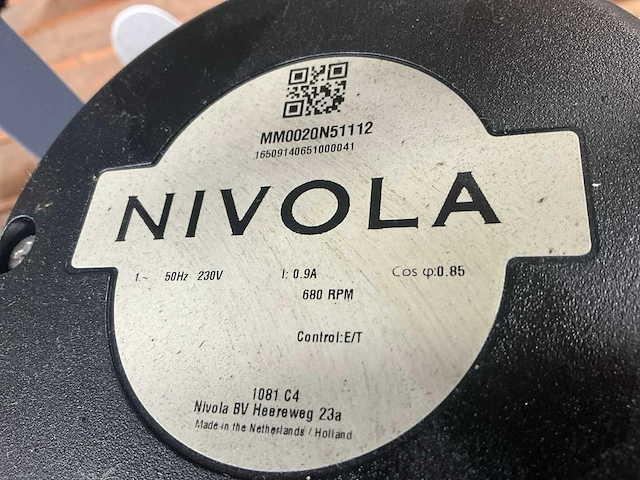 MM0020N51112
16509140651000041
NIVOLA
1~ 50Hz 230V I: 0.9A Cos φ:0.85
680 RPM
Control:E/T
1081 C4
Nivola BV Heereweg 23a
Made in the Netherlands / Holland